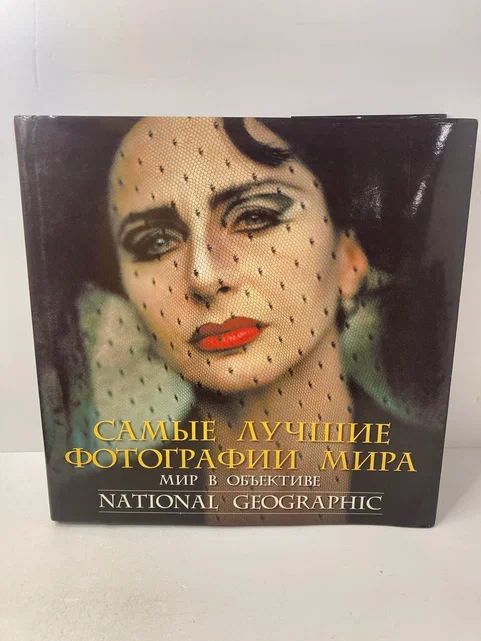 САМЫЕ ЛУЧШИЕ
ФОТОГРАФИИ МИРА
МИР В ОБЪЕКТИВЕ
NATIONAL GEOGRAPHIC